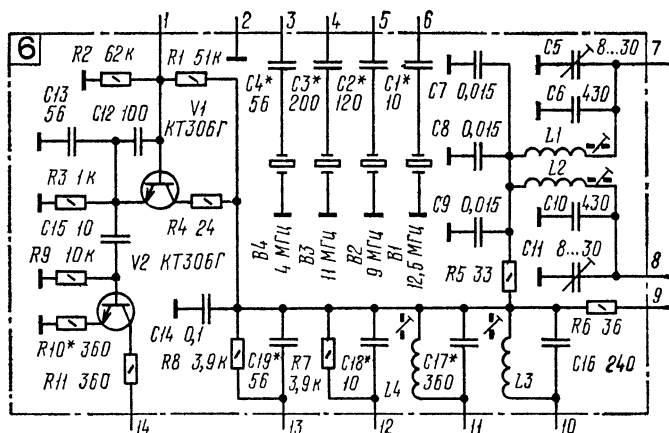 6
1
2
3
4
5
6
7
8
9
R2 62к
R1 51к
C13
56
C12 100
V1
КТ306Г
C4*
56
C3*
200
C2*
120
C1*
10
C7 0,015
C8
0,015
C9
0,015
C5
8...30
C6
430
L1
L2
C10
430
C11
8...30
R3 1к
C15 10
R4 24
V2 КТ306Г
R9 10к
R10* 360
R11 360
B4
4 МГц
B3
11 МГц
B2
9 МГц
B1
12,5 МГц
R5 33
C14 0,1
R8 3,9к
C19*
56
R7
3,9к
C18*
10
L4
C17*
360
L3
R6 36
C16 240
14
13
12
11
10